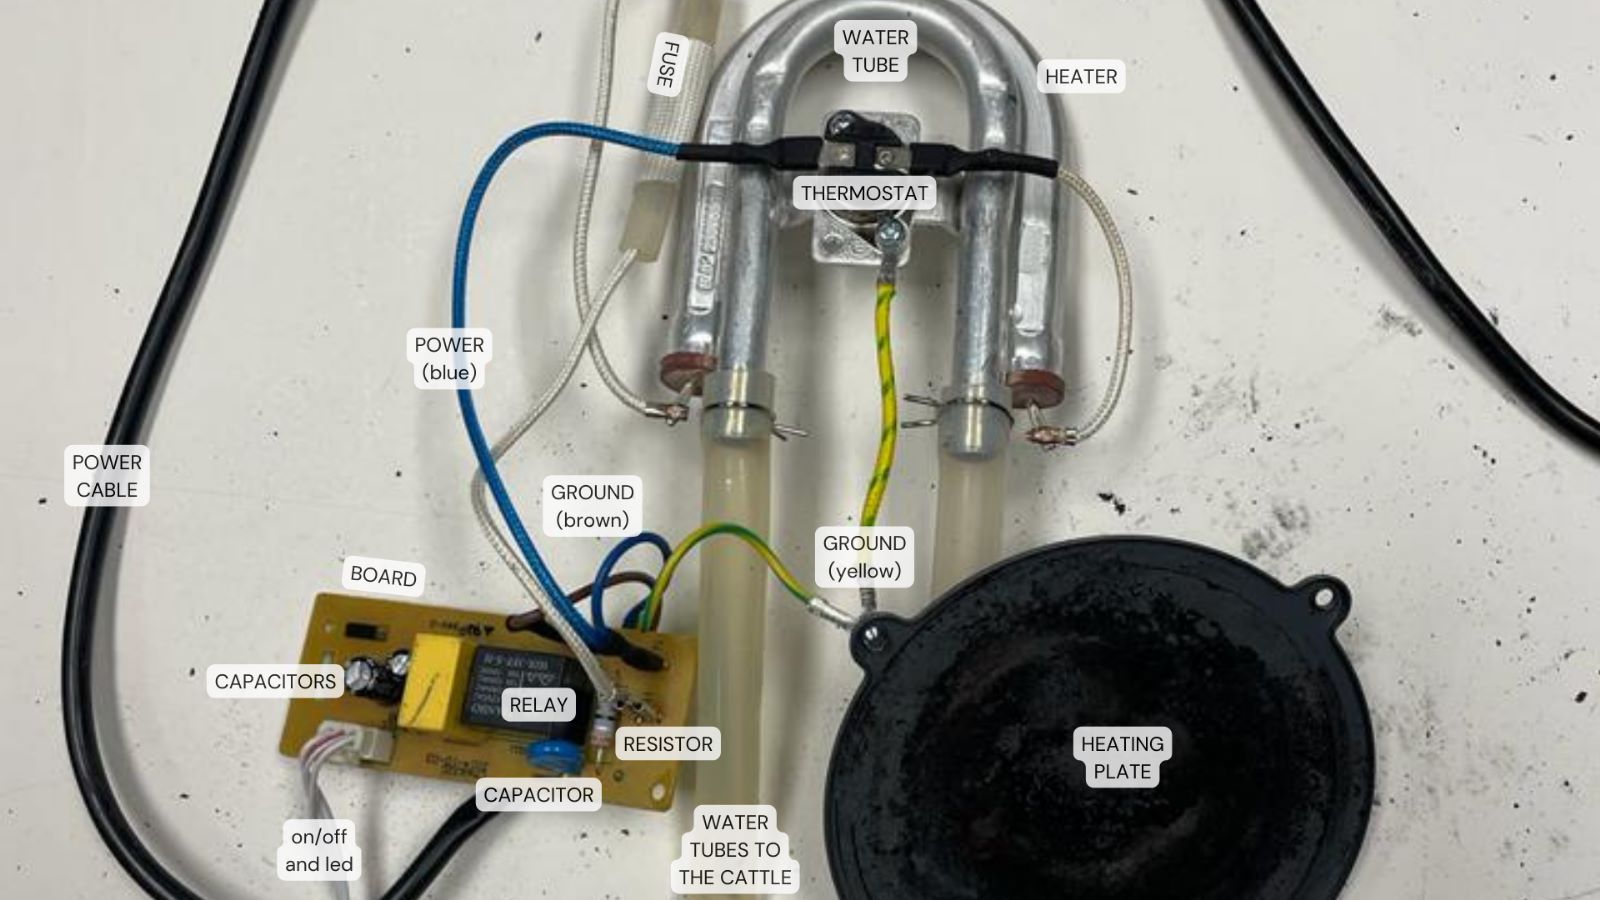 FUSE
WATER
TUBE
HEATER
THERMOSTAT
POWER
(blue)
POWER
CABLE
GROUND
(brown)
GROUND
(yellow)
BOARD
CAPACITORS
RELAY
RESISTOR
CAPACITOR
HEATING
PLATE
on/off
and led
WATER
TUBES TO
THE CATTLE